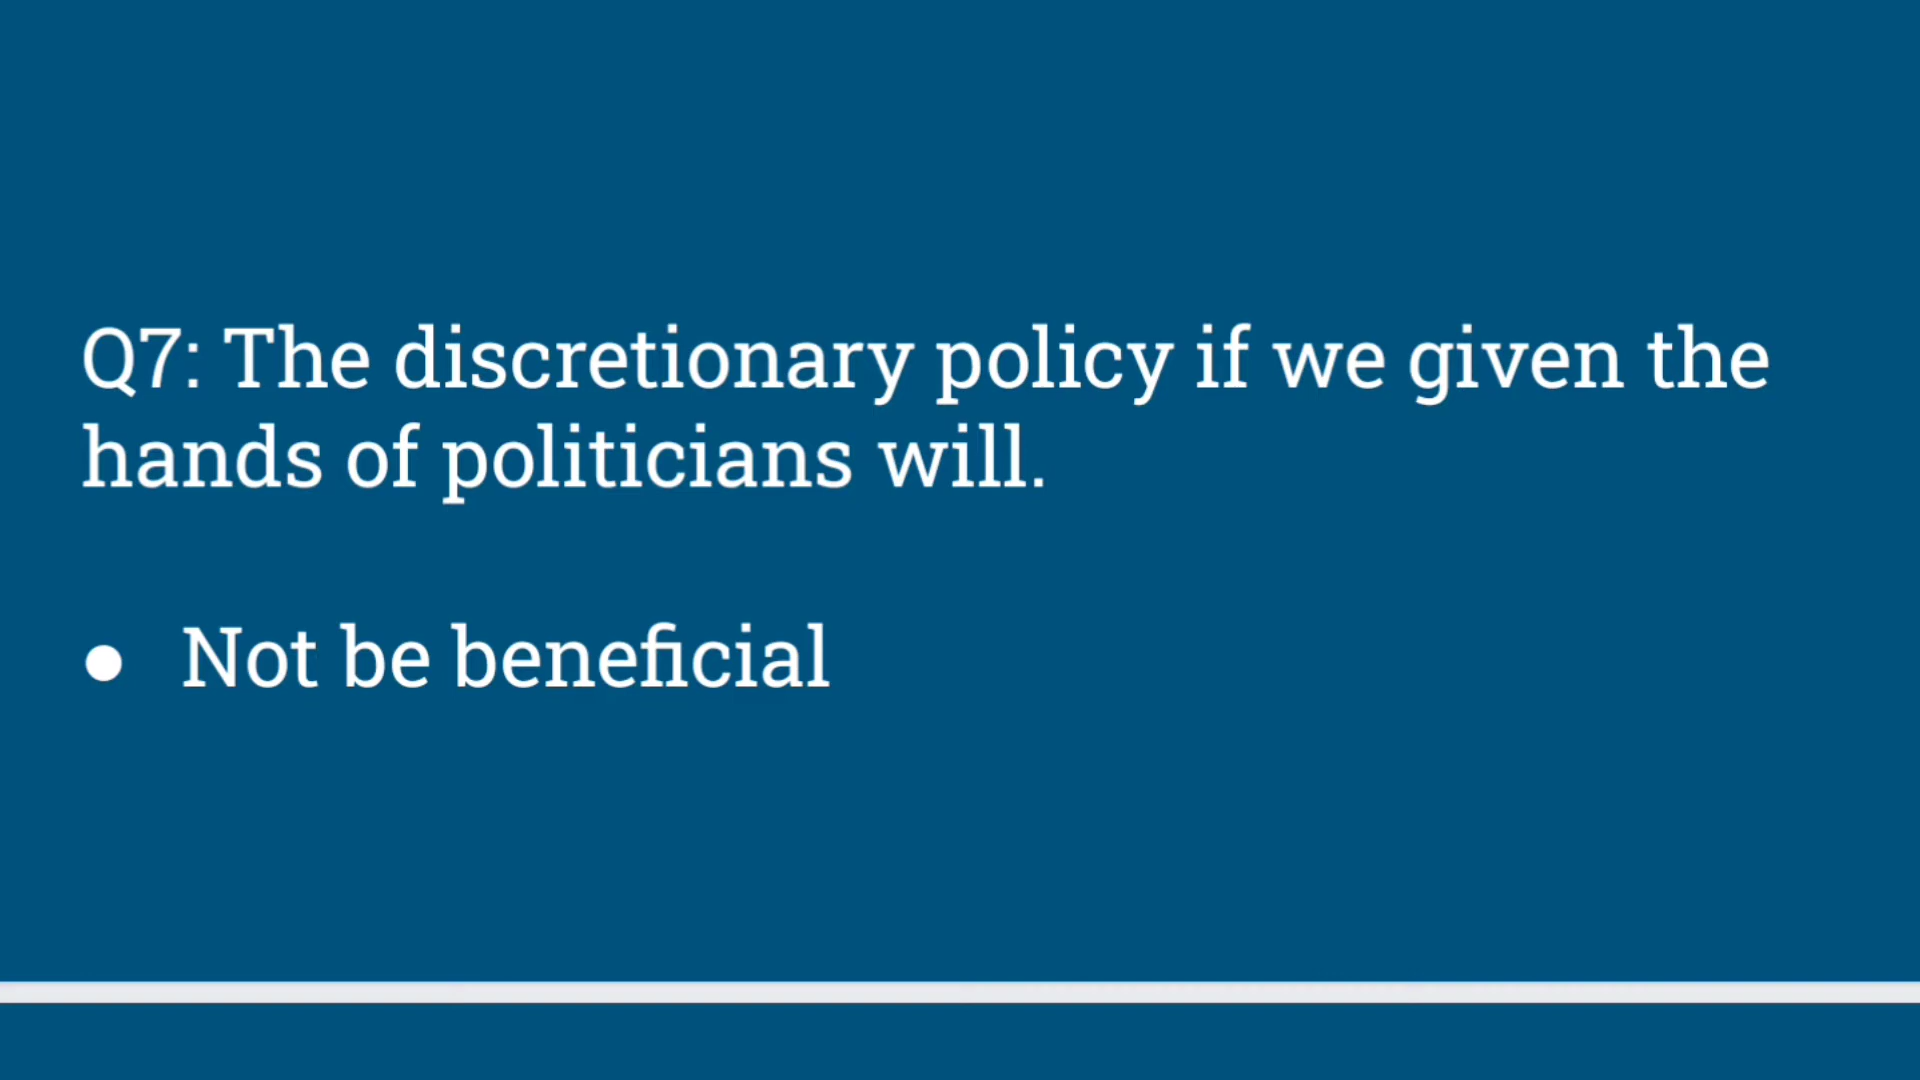 Q7: The discretionary policy if we given the
hands of politicians will.
● Not be beneficial